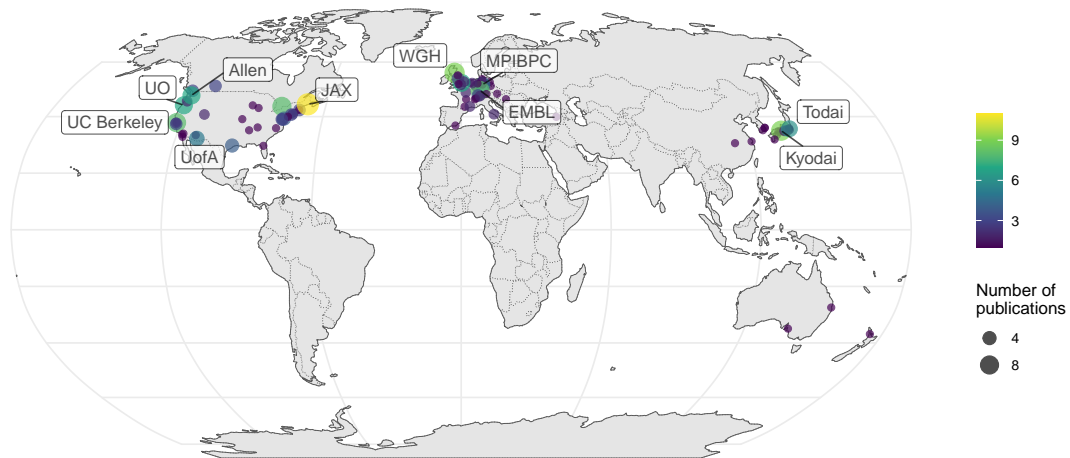 WGH
MPIBPC
Allen
UO
JAX
UC Berkeley
EMBL
Todai
UofA
Kyodai
9
6
3
Number of
publications
4
8